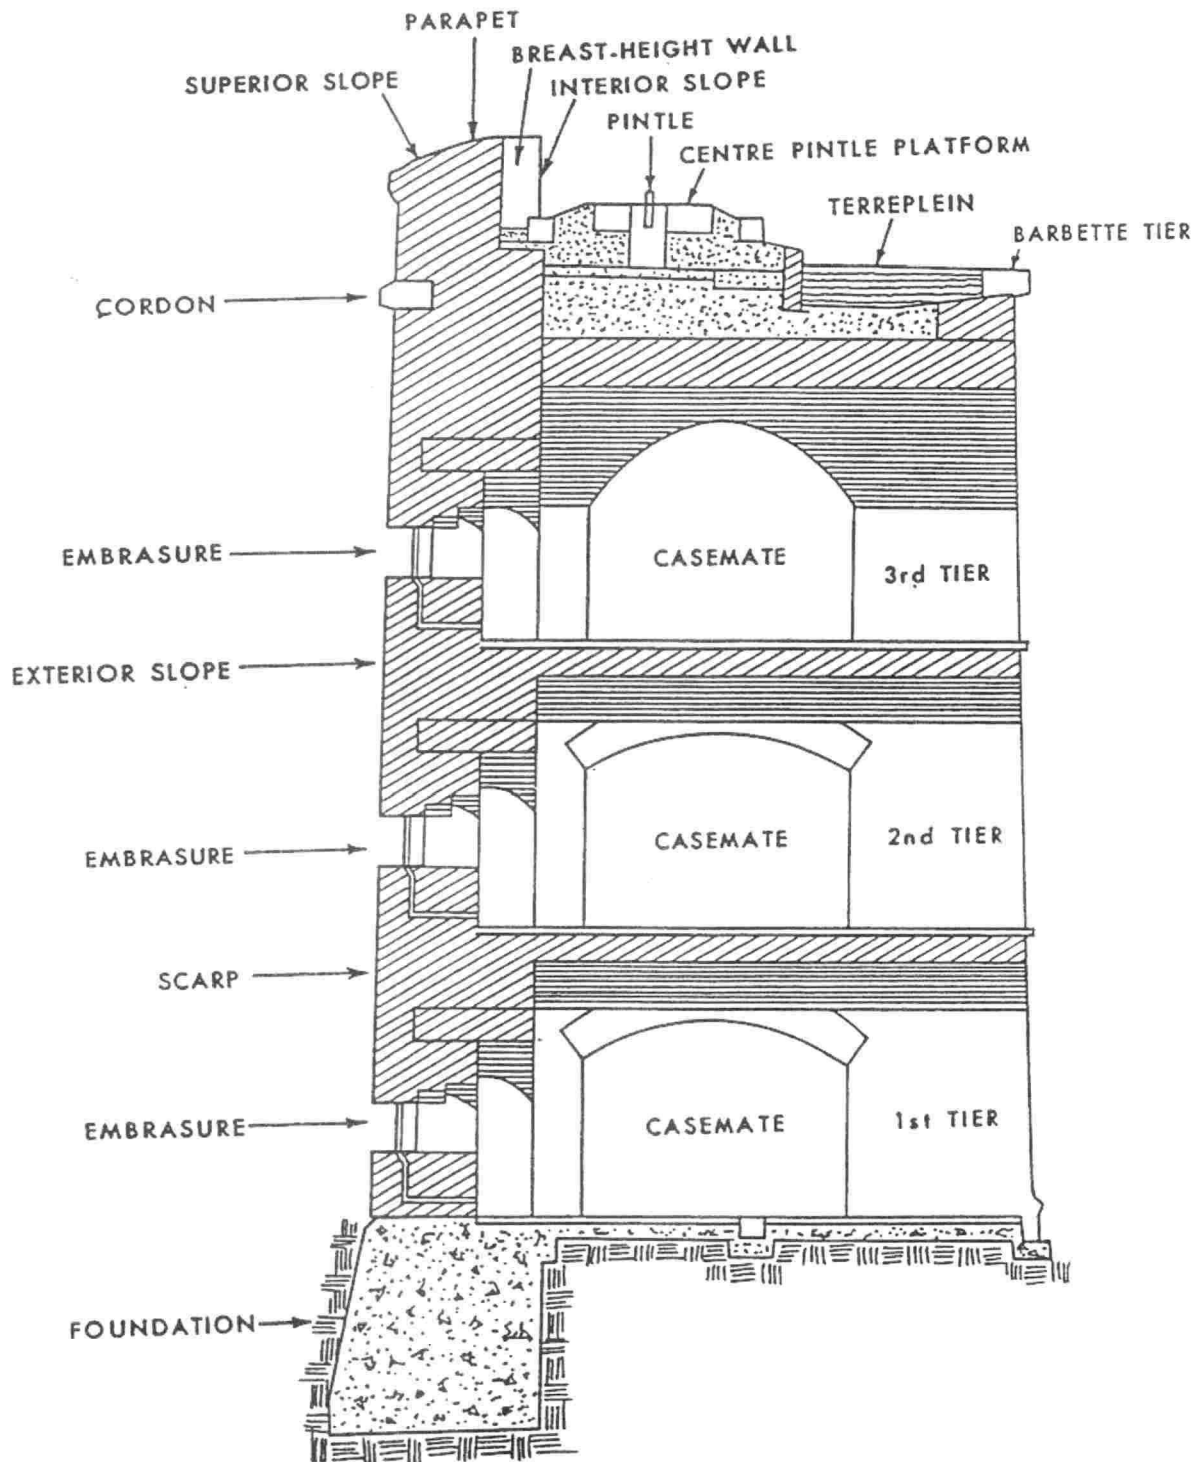 PARAPET
BREAST-HEIGHT WALL
SUPERIOR SLOPE
INTERIOR SLOPE
PINTLE
CENTRE PINTLE PLATFORM
TERREPLEIN
BARBETTE TIER
CORDON
EMBRASURE
CASEMATE
3rd TIER
EXTERIOR SLOPE
EMBRASURE
CASEMATE
2nd TIER
SCARP
EMBRASURE
CASEMATE
1st TIER
FOUNDATION